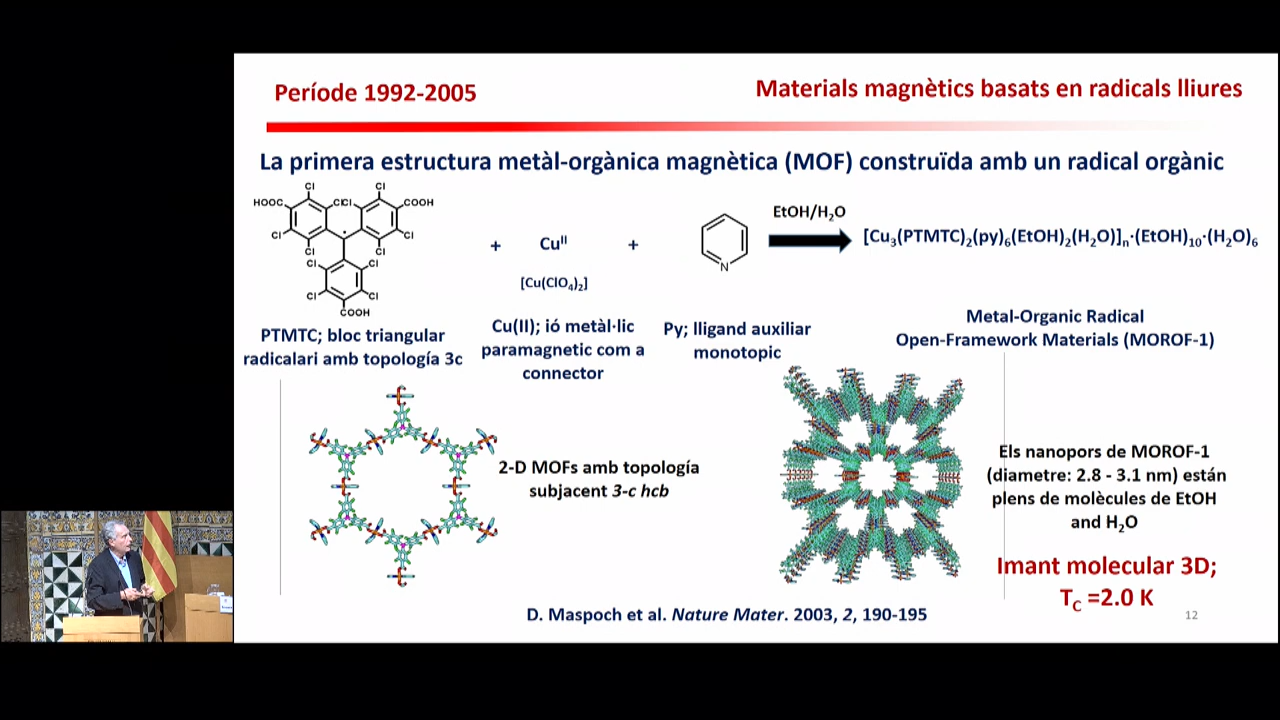 Període 1992-2005
Materials magnètics basats en radicals lliures
La primera estructura metàl-orgànica magnètica (MOF) construïda amb un radical orgànic
Cl
Cl
HOOC
Cl
Cl
COOH
Cl
Cl
Cl
Cl
Cl
Cl
Cl
Cl
COOH
+
Cu^II
[Cu(ClO₄)₂]
+
N
EtOH/H₂O
[Cu₃(PTMTC)₂(py)₆(EtOH)₂(H₂O)]ₙ·(EtOH)₁₀·(H₂O)₆
PTMTC; bloc triangular
radicalari amb topología 3c
Cu(II); ió metàl·lic
paramagnetic com a
connector
Py; lligand auxiliar
monotopic
Metal-Organic Radical
Open-Framework Materials (MOROF-1)
2-D MOFs amb topología
subjacent 3-c hcb
Els nanopors de MOROF-1
(diametre: 2.8 - 3.1 nm) están
plens de molècules de EtOH
and H₂O
Imant molecular 3D;
T_C =2.0 K
D. Maspoch et al. Nature Mater. 2003, 2, 190-195
12